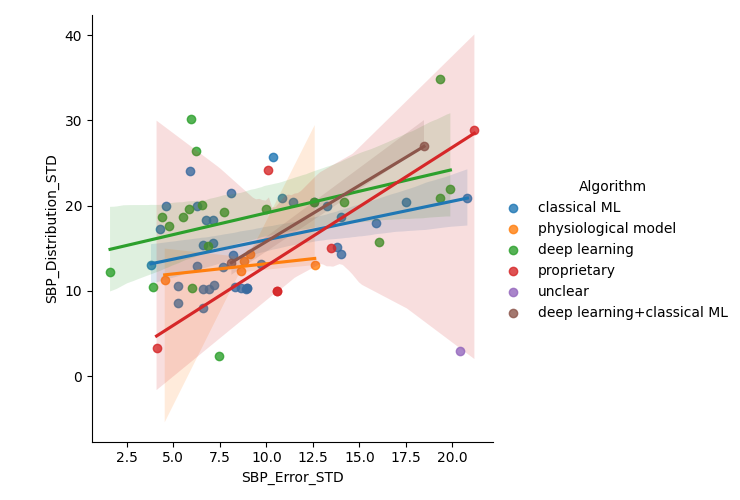 40
30
20
10
0
SBP_Distribution_STD
2.5 5.0 7.5 10.0 12.5 15.0 17.5 20.0
SBP_Error_STD
Algorithm
classical ML
physiological model
deep learning
proprietary
unclear
deep learning+classical ML